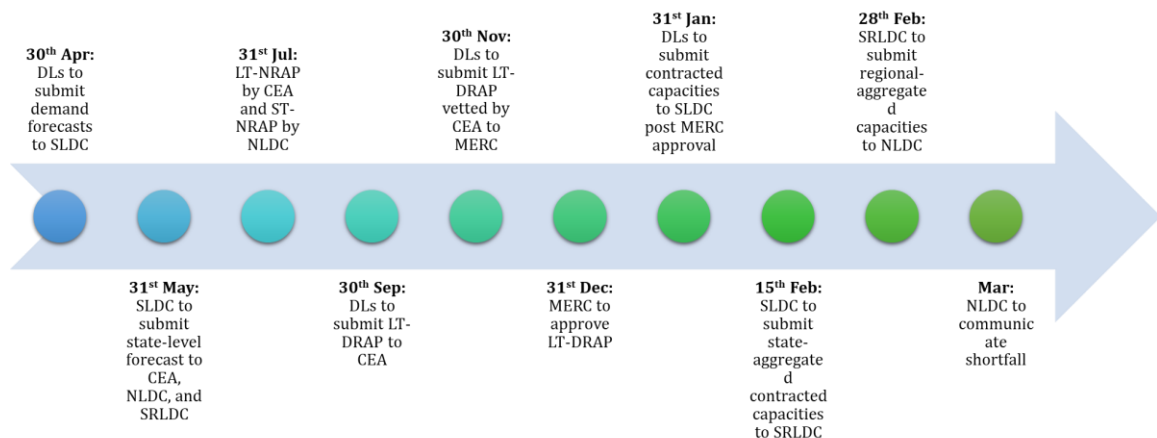 30th Apr:
DLs to
submit
demand
forecasts
to SLDC
31st May:
SLDC to
submit
state-level
forecast to
CEA,
NLDC, and
SRLDC
31st Jul:
LT-NRAP
by CEA
and ST-
NRAP by
NLDC
30th Sep:
DLs to
submit LT-
DRAP to
CEA
30th Nov:
DLs to
submit LT-
DRAP
vetted by
CEA to
MERC
31st Dec:
MERC to
approve
LT-DRAP
31st Jan:
DLs to
submit
contracted
capacities
to SLDC
post MERC
approval
15th Feb:
SLDC to
submit
state-
aggregate
d
contracted
capacities
to SRLDC
28th Feb:
SRLDC to
submit
regional-
aggregate
d
capacities
to NLDC
Mar:
NLDC to
communic
ate
shortfall